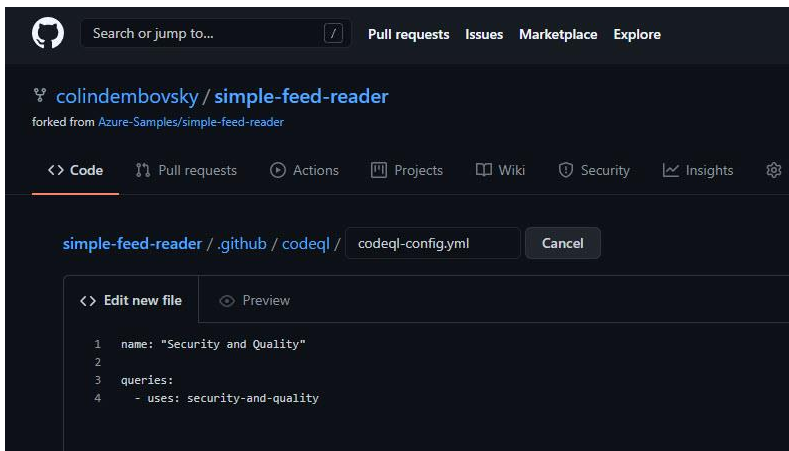 Search or jump to... / Pull requests Issues Marketplace Explore
colindembovsky / simple-feed-reader
forked from Azure-Samples/simple-feed-reader
<> Code Pull requests Actions Projects Wiki Security Insights
simple-feed-reader / .github / codeql / codeql-config.yml Cancel
<> Edit new file Preview
1 name: "Security and Quality"
2
3 queries:
4   - uses: security-and-quality